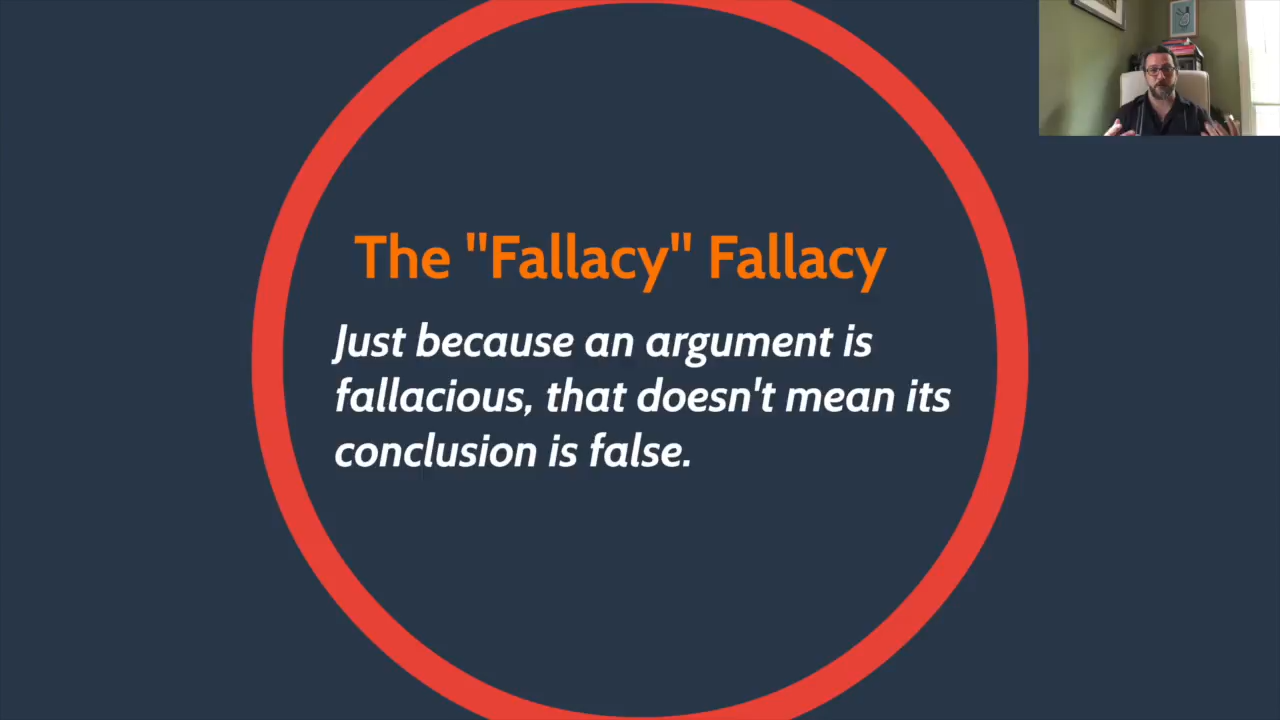 The "Fallacy" Fallacy
Just because an argument is
fallacious, that doesn't mean its
conclusion is false.